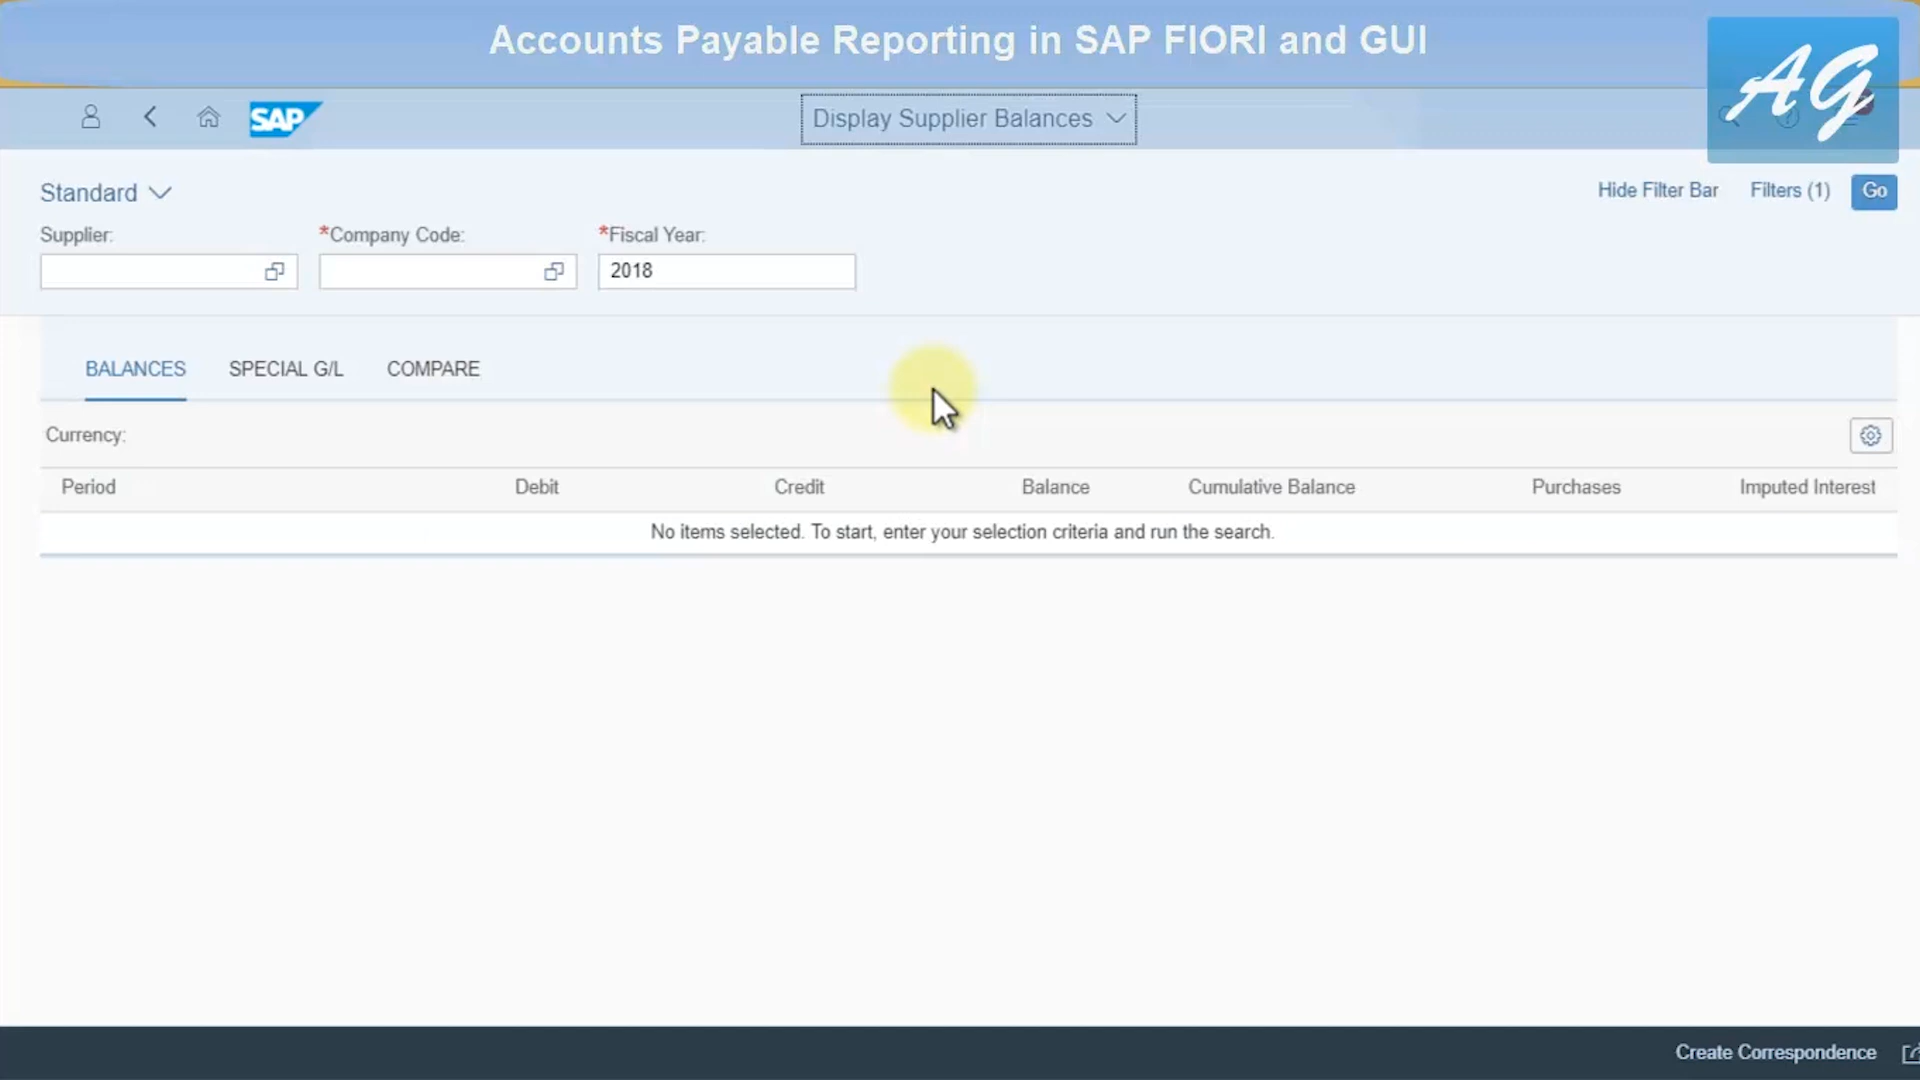 Accounts Payable Reporting in SAP FIORI and GUI
AG
SAP
Display Supplier Balances
Standard
Hide Filter Bar
Filters (1)
Go
Supplier:
*Company Code:
*Fiscal Year:
2018
BALANCES
SPECIAL G/L
COMPARE
Currency:
Period Debit Credit Balance Cumulative Balance Purchases Imputed Interest
No items selected. To start, enter your selection criteria and run the search.
Create Correspondence